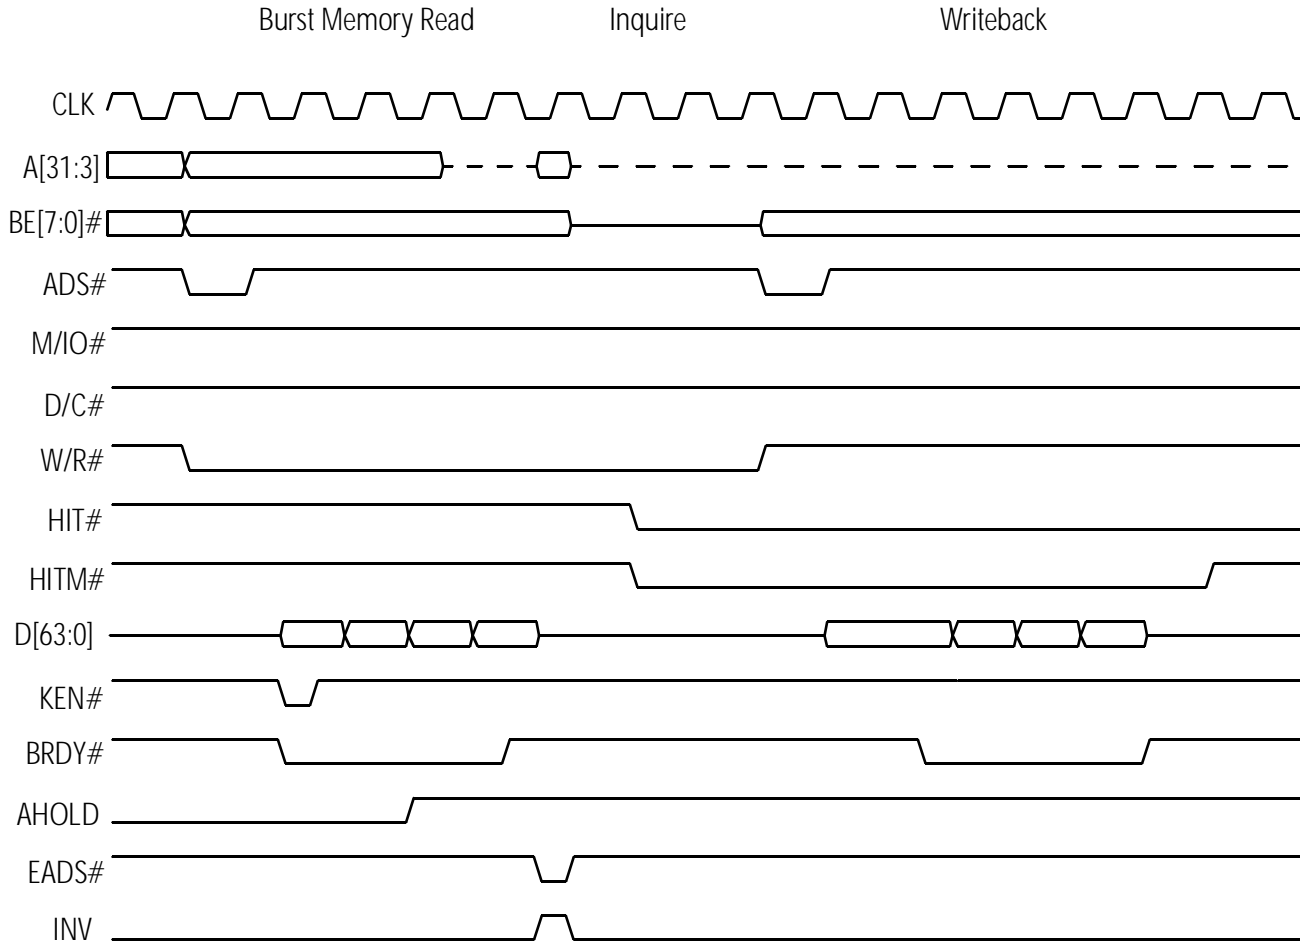 Burst Memory Read Inquire Writeback
CLK
A[31:3]
BE[7:0]#
ADS#
M/IO#
D/C#
W/R#
HIT#
HITM#
D[63:0]
KEN#
BRDY#
AHOLD
EADS#
INV